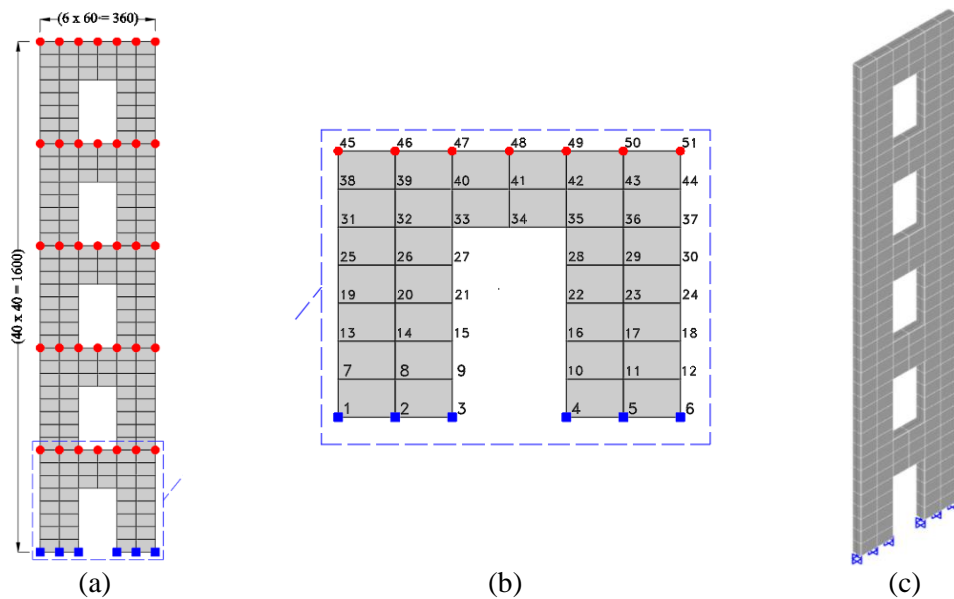 (6 x 60 = 360)
(40 x 40 = 1600)
45 46 47 48 49 50 51
38 39 40 41 42 43 44
31 32 33 34 35 36 37
25 26 27 28 29 30
19 20 21 22 23 24
13 14 15 16 17 18
7 8 9 10 11 12
1 2 3 4 5 6
(a) (b) (c)